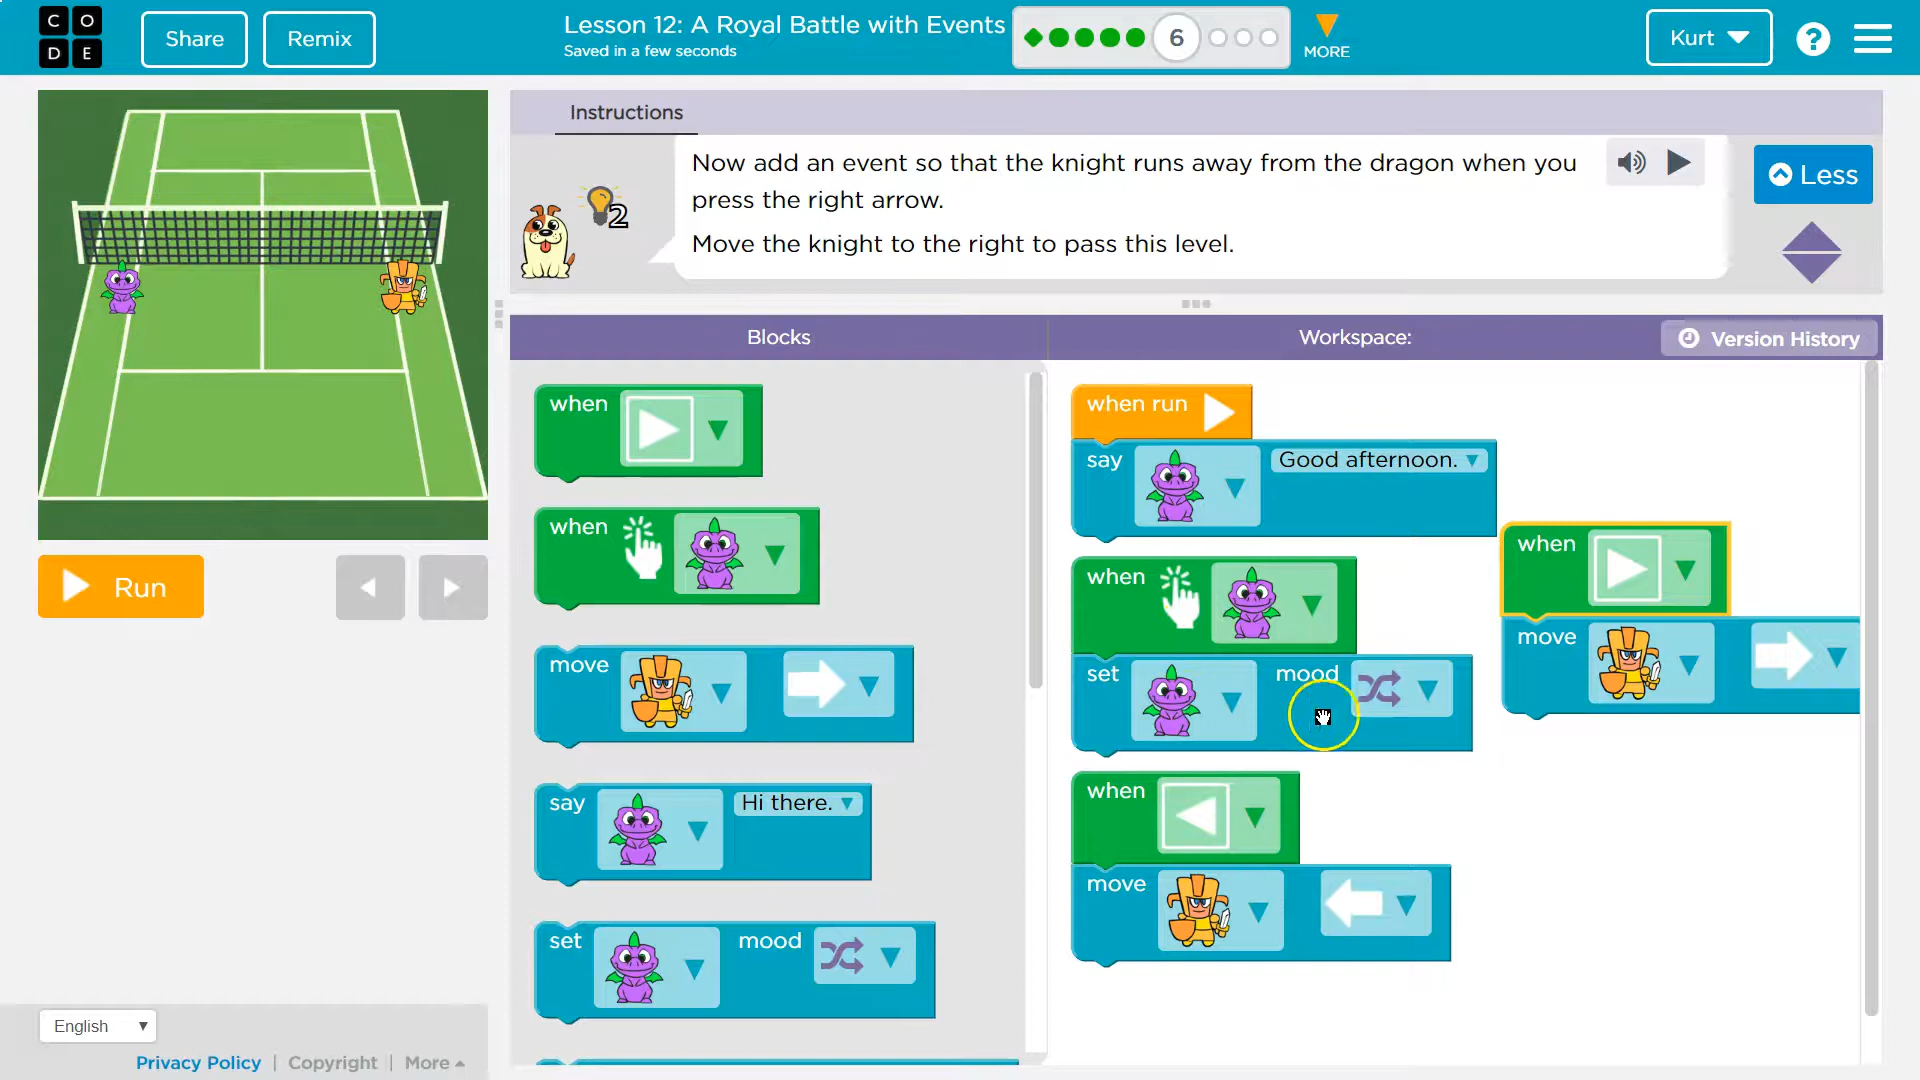 CODE
Share
Remix
Lesson 12: A Royal Battle with Events
Saved in a few seconds
6
MORE
Kurt
?
Instructions
2
Now add an event so that the knight runs away from the dragon when you
press the right arrow.
Move the knight to the right to pass this level.
Less
Blocks
Workspace:
Version History
Run
when
when
move
say Hi there.
set mood
when run
say Good afternoon.
when
set mood
when
move
when
move
English
Privacy Policy | Copyright | More